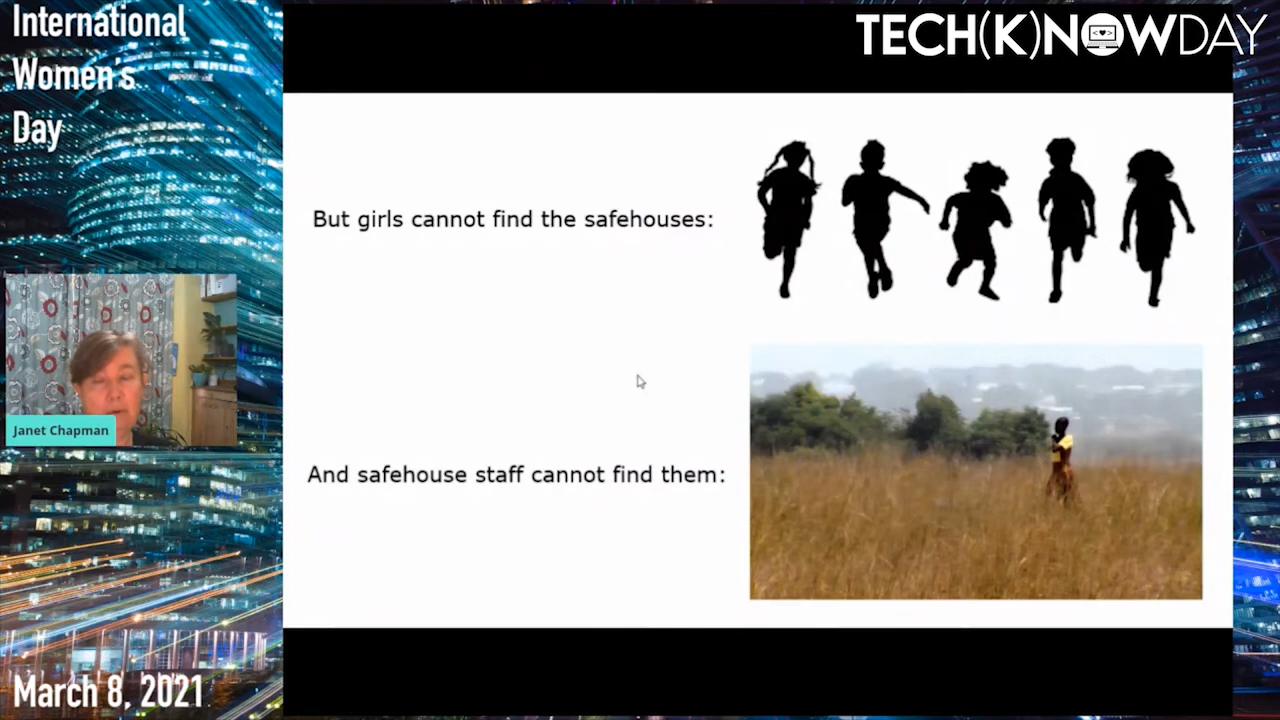 International
Women's
Day
TECH(K)NOWDAY
But girls cannot find the safehouses:
Janet Chapman
And safehouse staff cannot find them:
March 8, 2021